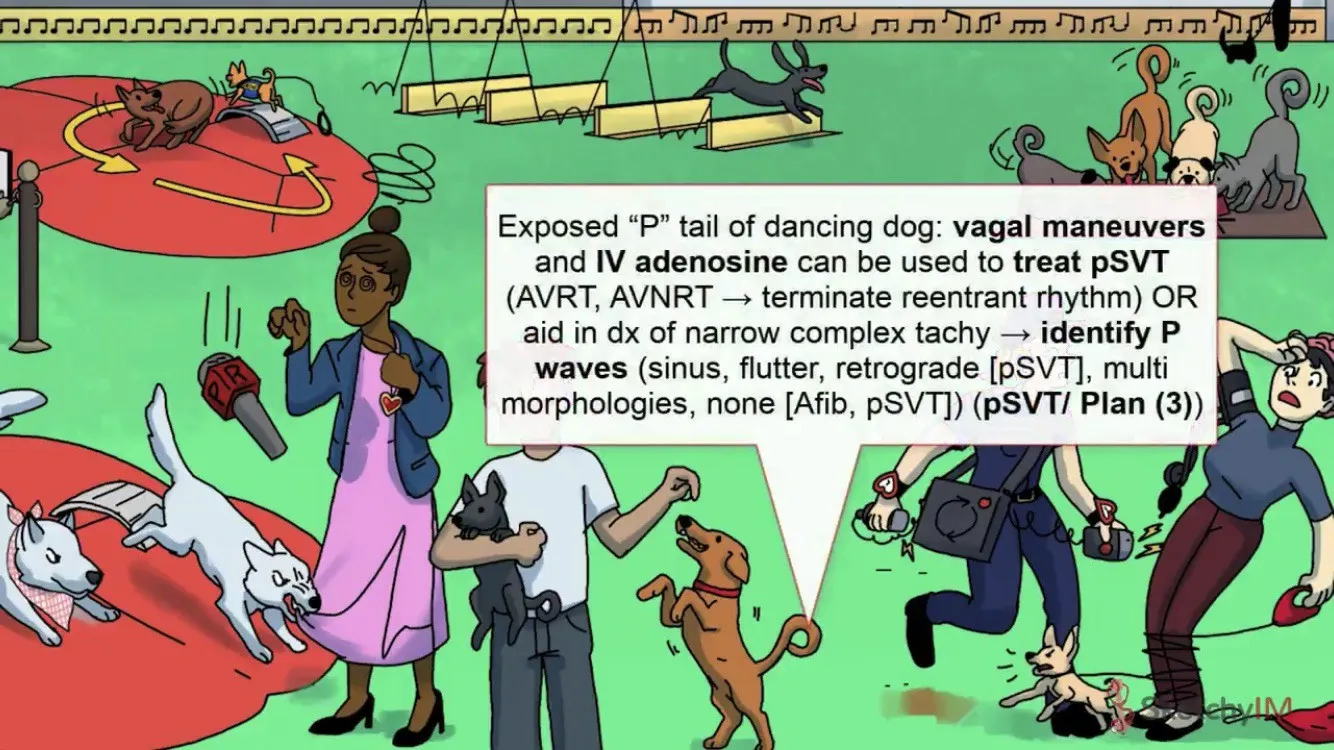 Exposed “P” tail of dancing dog: vagal maneuvers
and IV adenosine can be used to treat pSVT
(AVRT, AVNRT → terminate reentrant rhythm) OR
aid in dx of narrow complex tachy → identify P
waves (sinus, flutter, retrograde [pSVT], multi
morphologies, none [Afib, pSVT]) (pSVT/ Plan (3))
PIR
SketchyIM